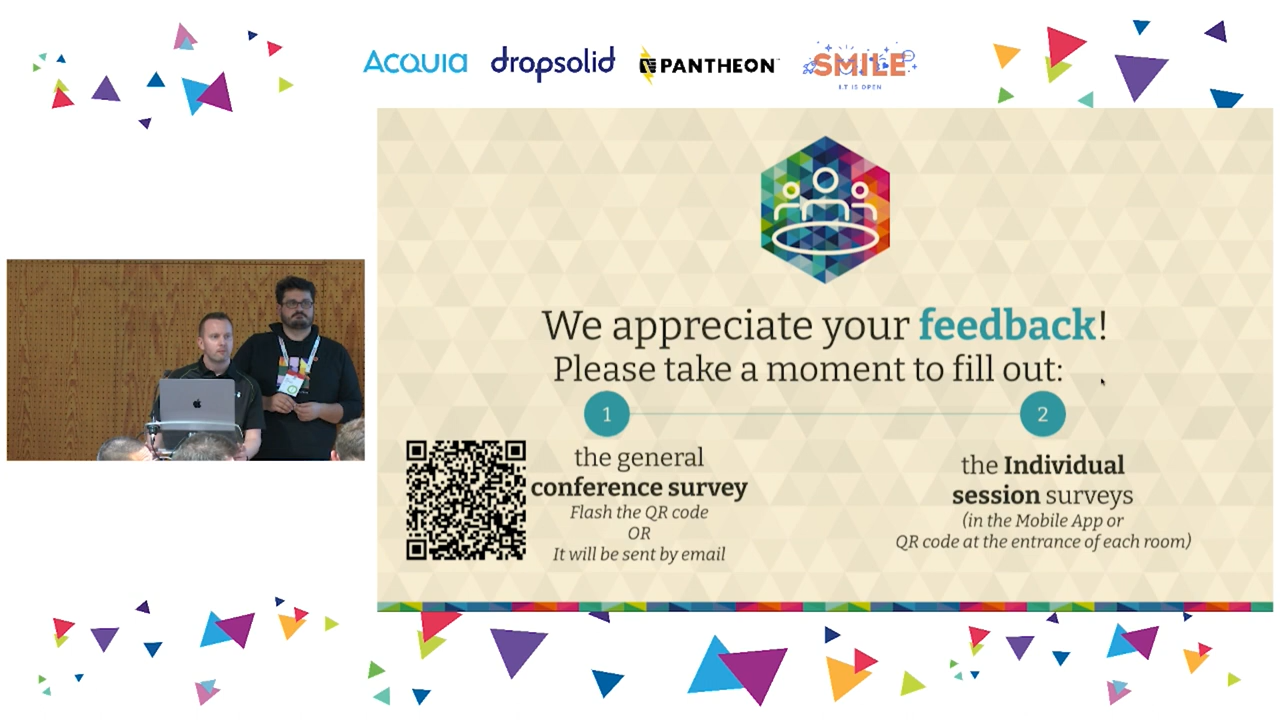 ACQUIA
dropsolid
PANTHEON
SMILE
I.T IS OPEN
We appreciate your feedback!
Please take a moment to fill out:
1
2
the general
conference survey
Flash the QR code
OR
It will be sent by email
the Individual
session surveys
(in the Mobile App or
QR code at the entrance of each room)